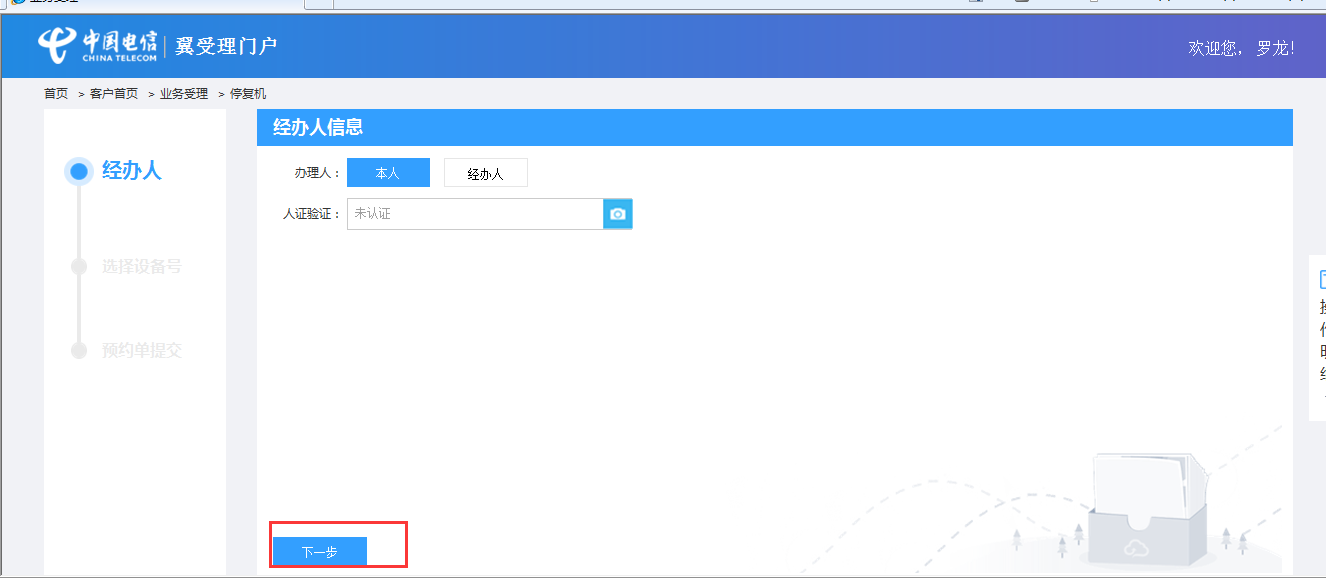 中国电信
CHINA TELECOM
翼受理门户
欢迎您, 罗龙!
首页 > 客户首页 > 业务受理 > 停复机
经办人
选择设备号
预约单提交
经办人信息
办理人： 本人 经办人
人证验证： 未认证
下一步